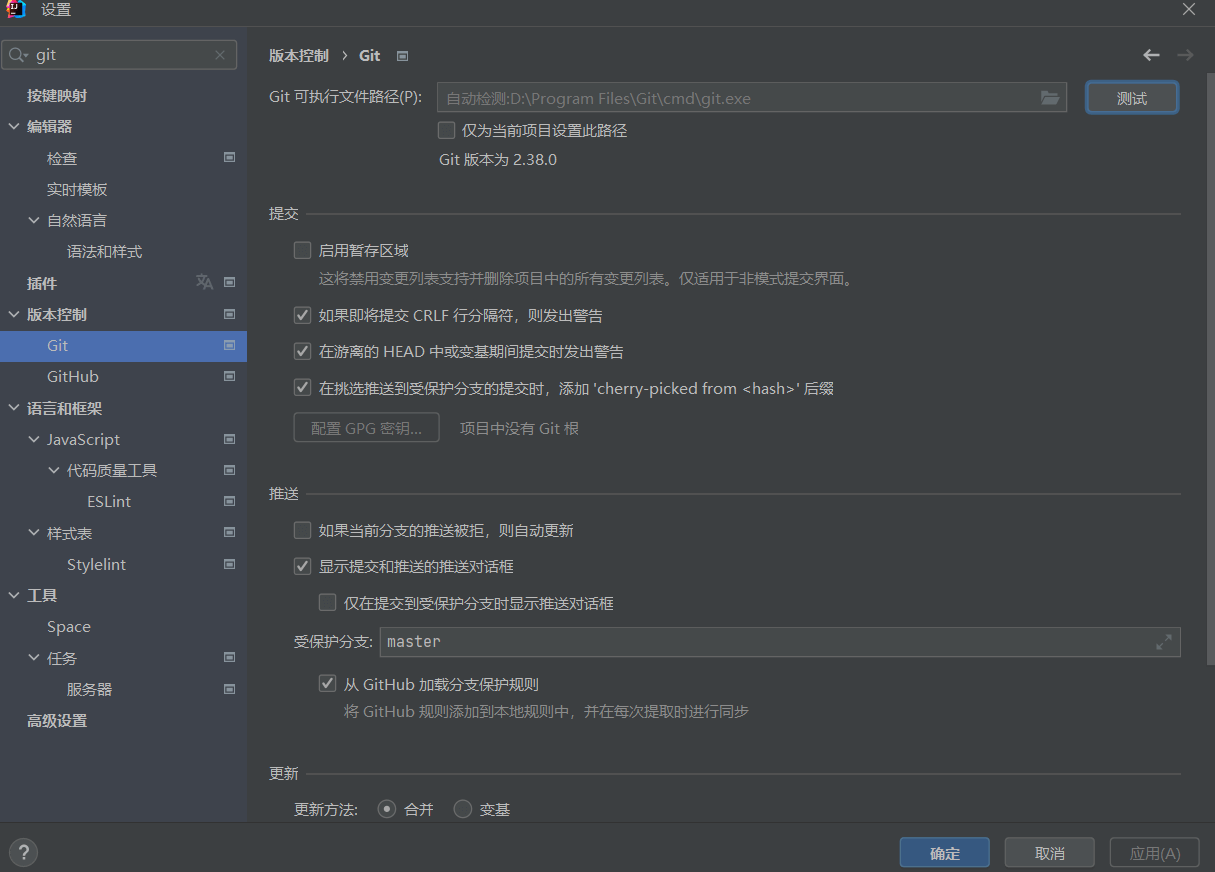 设置
git
按键映射
编辑器
检查
实时模板
自然语言
语法和样式
插件
版本控制
Git
GitHub
语言和框架
JavaScript
代码质量工具
ESLint
样式表
Stylelint
工具
Space
任务
服务器
高级设置
版本控制 › Git
Git 可执行文件路径(P): 自动检测:D:\Program Files\Git\cmd\git.exe 测试
仅为当前项目设置此路径
Git 版本为 2.38.0
提交
启用暂存区域
这将禁用变更列表支持并删除项目中的所有变更列表。仅适用于非模式提交界面。
如果即将提交 CRLF 行分隔符，则发出警告
在游离的 HEAD 中或变基期间提交时发出警告
在挑选推送到受保护分支的提交时，添加 'cherry-picked from <hash>' 后缀
配置 GPG 密钥... 项目中没有 Git 根
推送
如果当前分支的推送被拒，则自动更新
显示提交和推送的推送对话框
仅在提交到受保护分支时显示推送对话框
受保护分支: master
从 GitHub 加载分支保护规则
将 GitHub 规则添加到本地规则中，并在每次提取时进行同步
更新
更新方法: 合并 变基
? 确定 取消 应用(A)